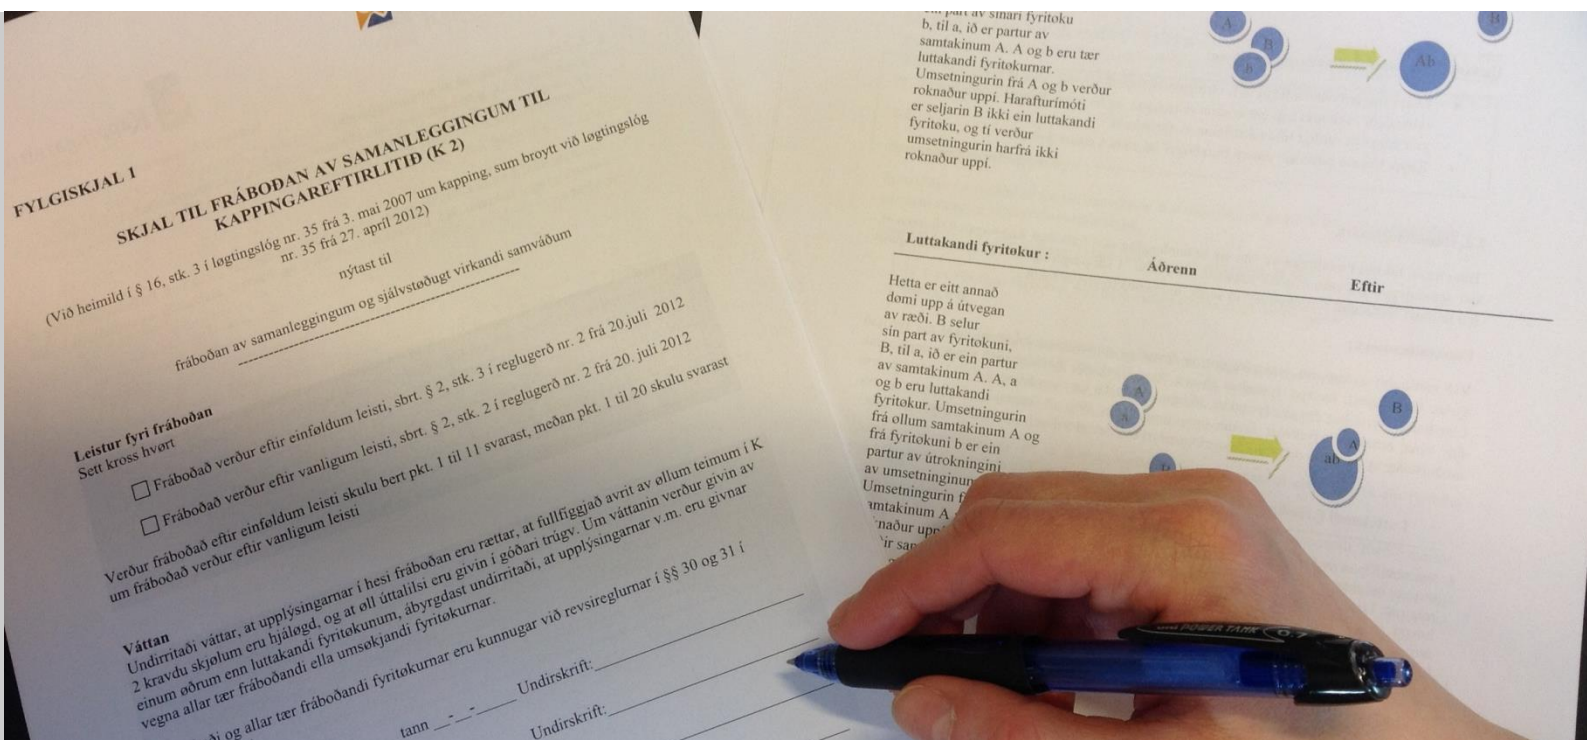 FYLGISKJAL 1
SKJAL TIL FRÁBOÐAN AV SAMANLEGGINGUM TIL
KAPPINGAREFTIRLITIÐ (K 2)
(Við heimild í § 16, stk. 3 í løgtingslóg nr. 35 frá 3. mai 2007 um kapping, sum broytt við løgtingslóg
nr. 35 frá 27. apríl 2012)
nýtast til
fráboðan av samanleggingum og sjálvstøðugt virkandi samváðum
Leistur fyri fráboðan
Sett kross hvørt
Fráboðað verður eftir einføldum leisti, sbrt. § 2, stk. 3 í reglugerð nr. 2 frá 20.juli 2012
Fráboðað verður eftir vanligum leisti, sbrt. § 2, stk. 2 í reglugerð nr. 2 frá 20. juli 2012
Verður fráboðað eftir einføldum leisti skulu bert pkt. 1 til 11 svarast, meðan pkt. 1 til 20 skulu svarast
um fráboðað verður eftir vanligum leisti
Váttan
Undirritaði váttar, at upplýsingarnar í hesi fráboðan eru rættar, at fullfíggjað avrit av øllum teimum í K
2 kravdu skjølum eru hjáløgd, og at øll úttalilsi eru givin í góðari trúgv. Um váttanin verður givin av
einum øðrum enn luttakandi fyritøkunum, ábyrgdast undirritaði, at upplýsingarnar v.m. eru givnar
vegna allar tær fráboðandi ella umsøkjandi fyritøkurnar.
og allar tær fráboðandi fyritøkurnar eru kunnugar við revsireglurnar í §§ 30 og 31 í
tann __-__-____ Undirskrift:
Undirskrift:
part av sínari fyritøku
b, til a, ið er partur av
samtakinum A. A og b eru tær
luttakandi fyritøkurnar.
Umsetningurin frá A og b verður
roknaður uppí. Harafturímóti
er seljarin B ikki ein luttakandi
fyritøku, og tí verður
umsetningurin harfrá ikki
roknaður uppí.
A
B
B
Ab
B
Luttakandi fyritøkur : Áðrenn Eftir
Hetta er eitt annað
dømi upp á útvegan
av ræði. B selur
sín part av fyritøkuni,
B, til a, ið er ein partur
av samtakinum A. A, a
og b eru luttakandi
fyritøkur. Umsetningurin
frá øllum samtakinum A og
frá fyritøkuni b er ein
partur av útrokningini
av umsetninginum
Umsetningurin
A
A
A
B
B
ab
A
POWER TANK 0.7